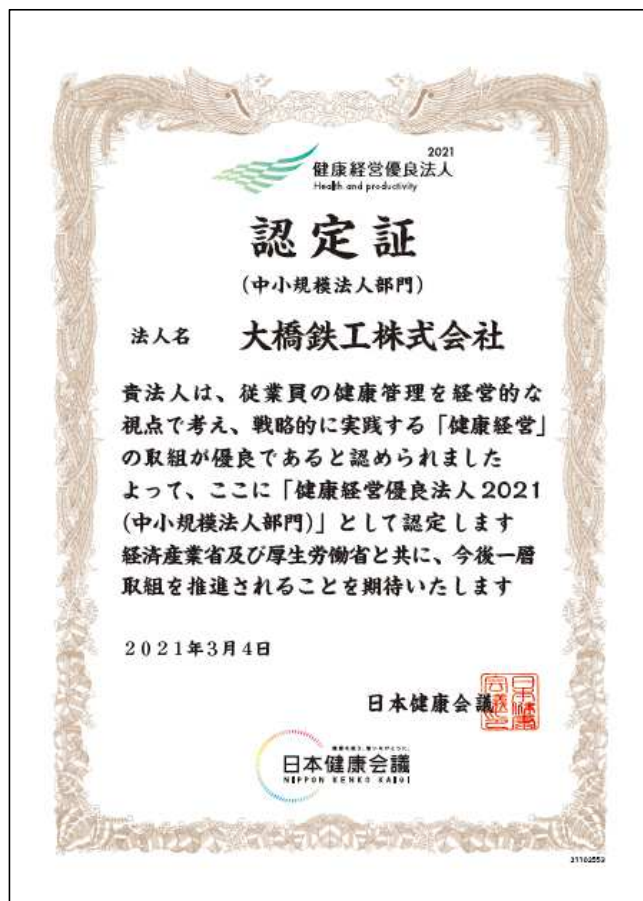 2021
健康経営優良法人
Health and productivity
認定証
(中小規模法人部門)
法人名 大橋鉄工株式会社
貴法人は、従業員の健康管理を経営的な
視点で考え、戦略的に実践する「健康経営」
の取組が優良であると認められました
よって、ここに「健康経営優良法人2021
(中小規模法人部門)」として認定します
経済産業省及び厚生労働省と共に、今後一層
取組を推進されることを期待いたします
2021年3月4日
日本健康会議
日本健康会議
NIPPON KENKO KAIGI